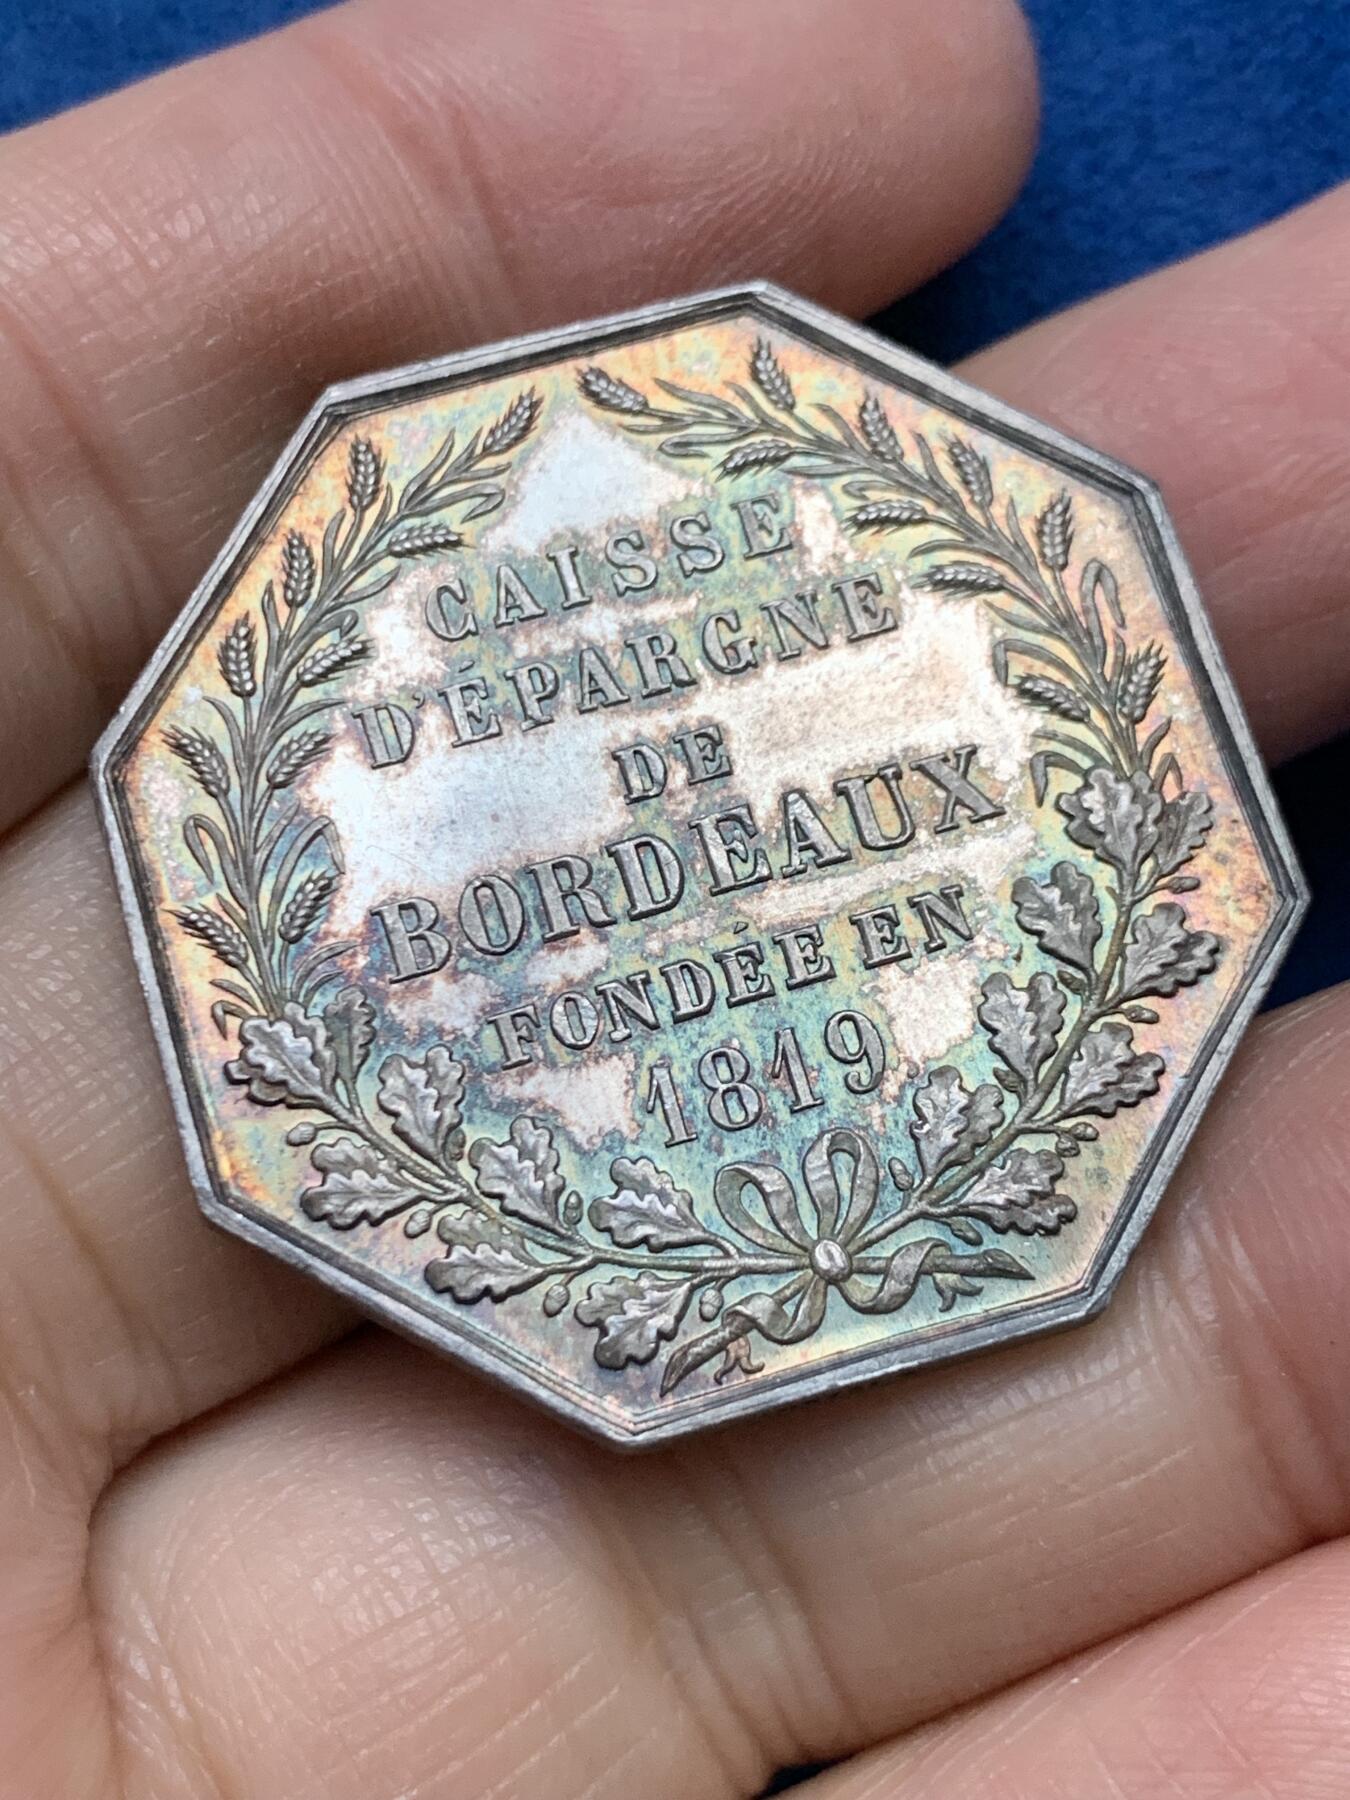 CAISSE
D'ÉPARGNE
DE
BORDEAUX
FONDÉE EN
1819